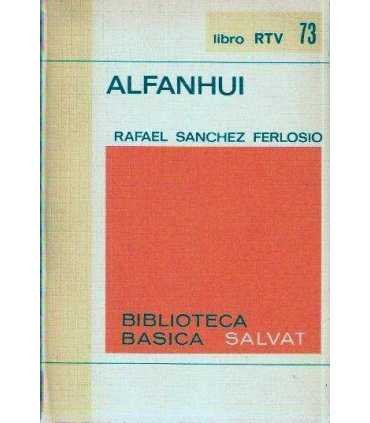 libro RTV 73
ALFANHUI
RAFAEL SANCHEZ FERLOSIO
BIBLIOTECA
BASICA SALVAT